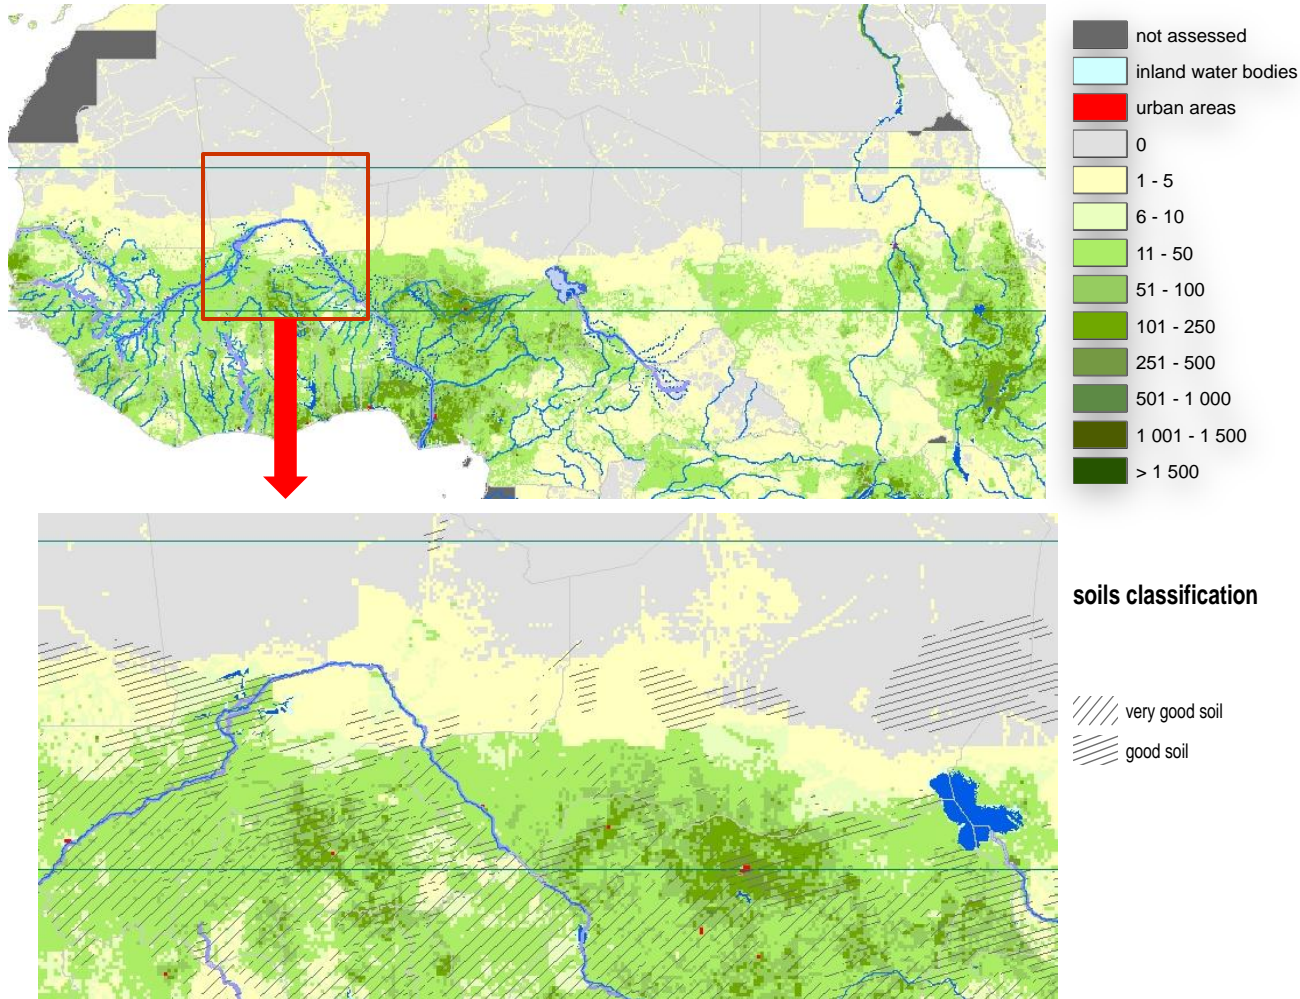 not assessed
inland water bodies
urban areas
0
1 - 5
6 - 10
11 - 50
51 - 100
101 - 250
251 - 500
501 - 1 000
1 001 - 1 500
> 1 500
soils classification
very good soil
good soil